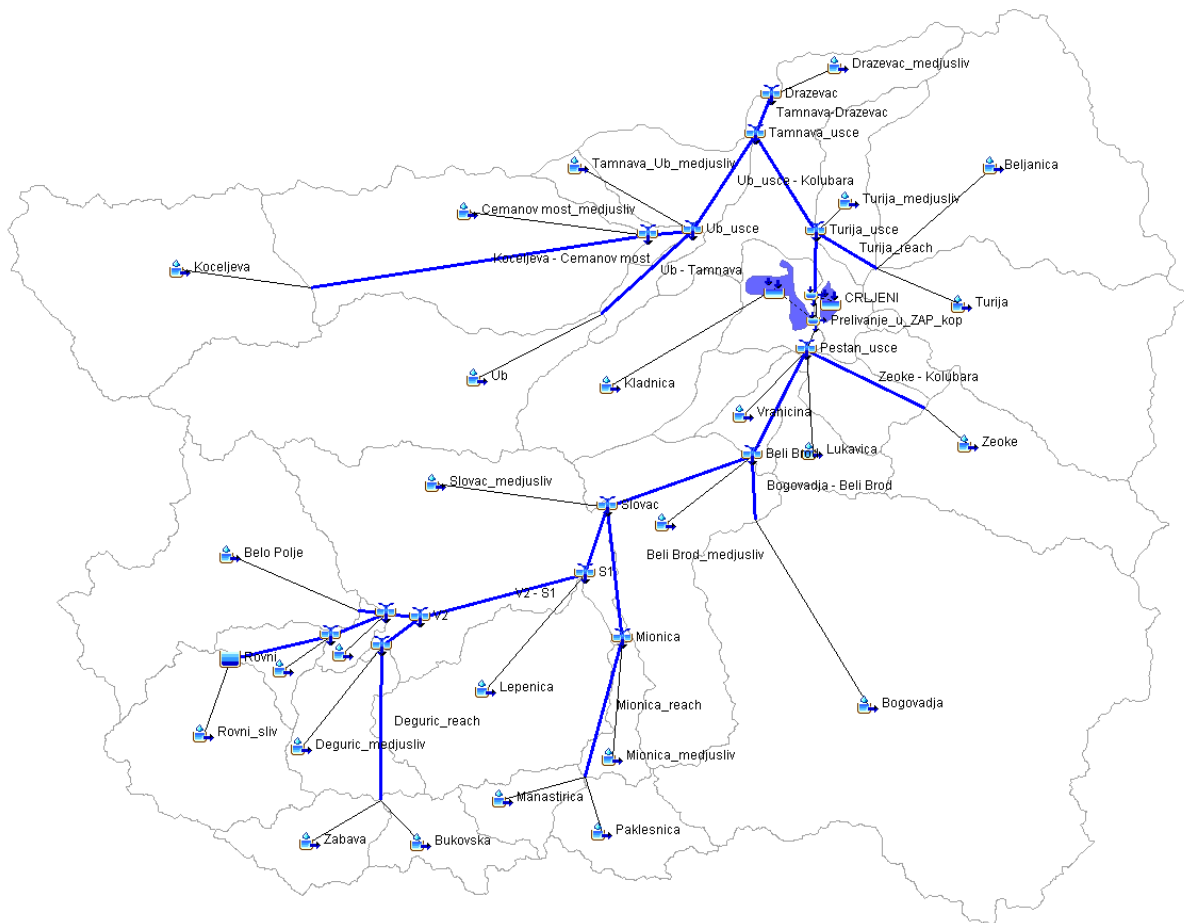 Drazevac_medjusliv
Drazevac
Tamnava-Drazevac
Tamnava_usce
Tamnava_Ub_medjusliv
Beljanica
Ub_usce - Kolubara
Turija_medjusliv
Cemanov most_medjusliv
Ub_usce
Turija_usce
Turija_reach
Koceljeva - Cemanov most
Koceljeva
Ub - Tamnava
CRLJENI
Turija
Prelivanje_u_ZAP_kop
Pestan_usce
Zeoke - Kolubara
Ub
Kladnica
Vranicina
Zeoke
Lukavica
Beli Brod
Slovac_medjusliv
Bogovadja - Beli Brod
Slovac
Belo Polje
Beli Brod_medjusliv
S1
V2 - S1
V2
Mionica
Rovni
Lepenica
Bogovadja
Mionica_reach
Deguric_reach
Rovni_sliv
Deguric_medjusliv
Mionica_medjusliv
Manastirica
Paklesnica
Zabava
Bukovska